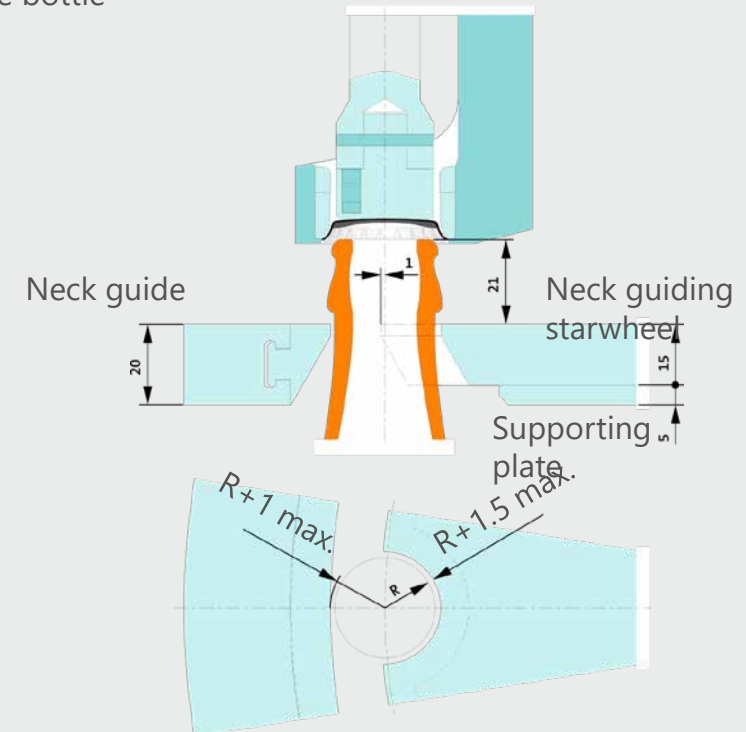 e bottle
1
21
Neck guide
Neck guiding
starwheel
20
15
5
Supporting
plate
R+1 max.
R+1.5 max.
R